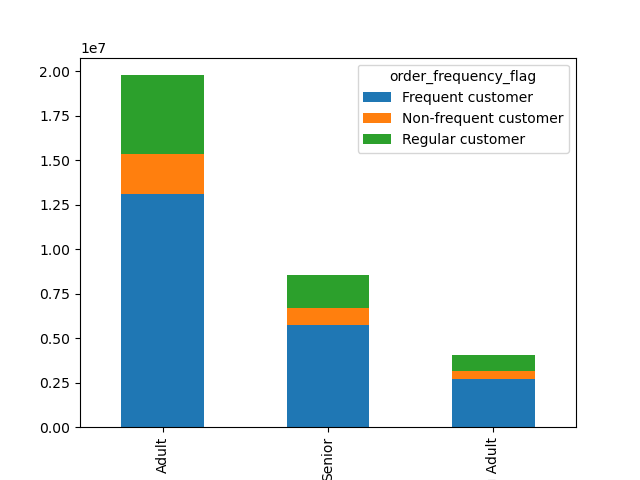 1e7
2.00
1.75
1.50
1.25
1.00
0.75
0.50
0.25
0.00
order_frequency_flag
Frequent customer
Non-frequent customer
Regular customer
Adult
Senior
Adult